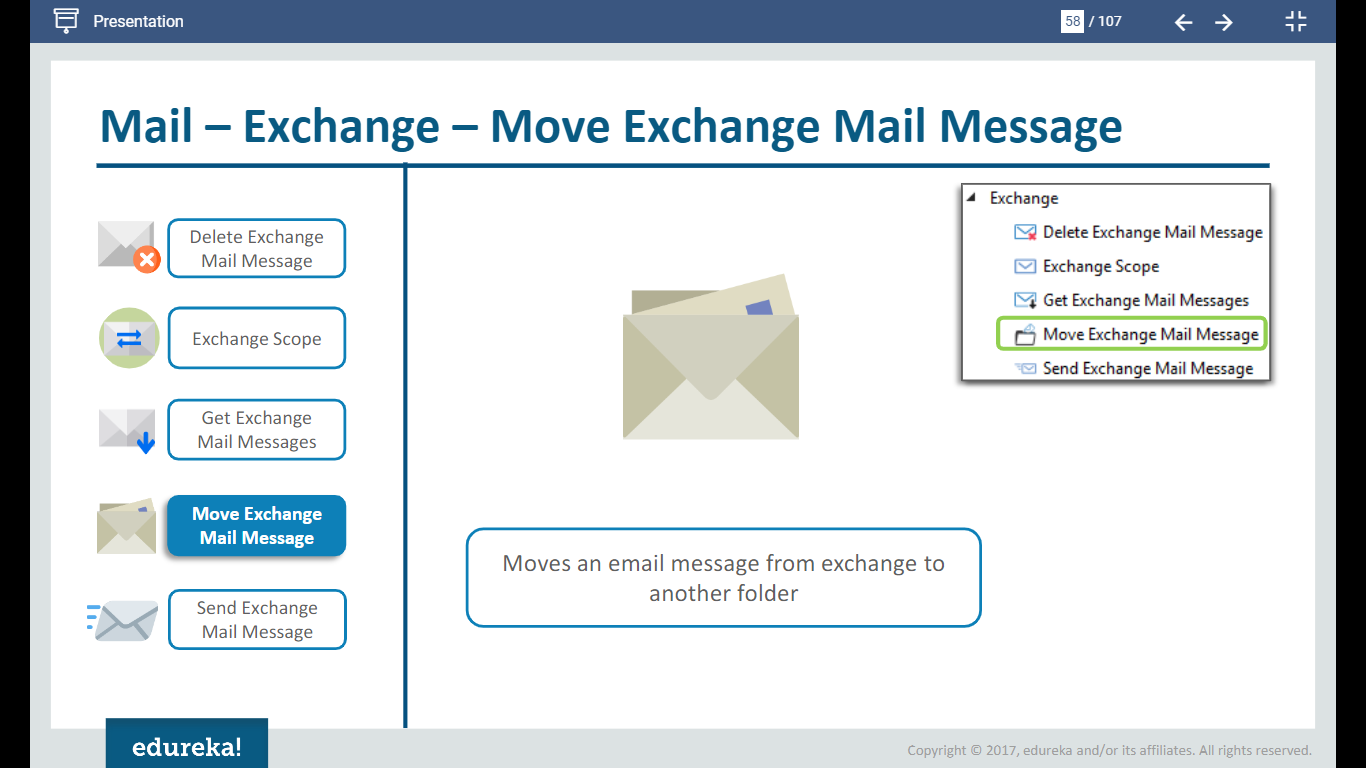 Presentation
58 / 107
Mail – Exchange – Move Exchange Mail Message
Delete Exchange
Mail Message
Exchange Scope
Get Exchange
Mail Messages
Move Exchange
Mail Message
Send Exchange
Mail Message
Exchange
Delete Exchange Mail Message
Exchange Scope
Get Exchange Mail Messages
Move Exchange Mail Message
Send Exchange Mail Message
Moves an email message from exchange to
another folder
edureka!
Copyright © 2017, edureka and/or its affiliates. All rights reserved.